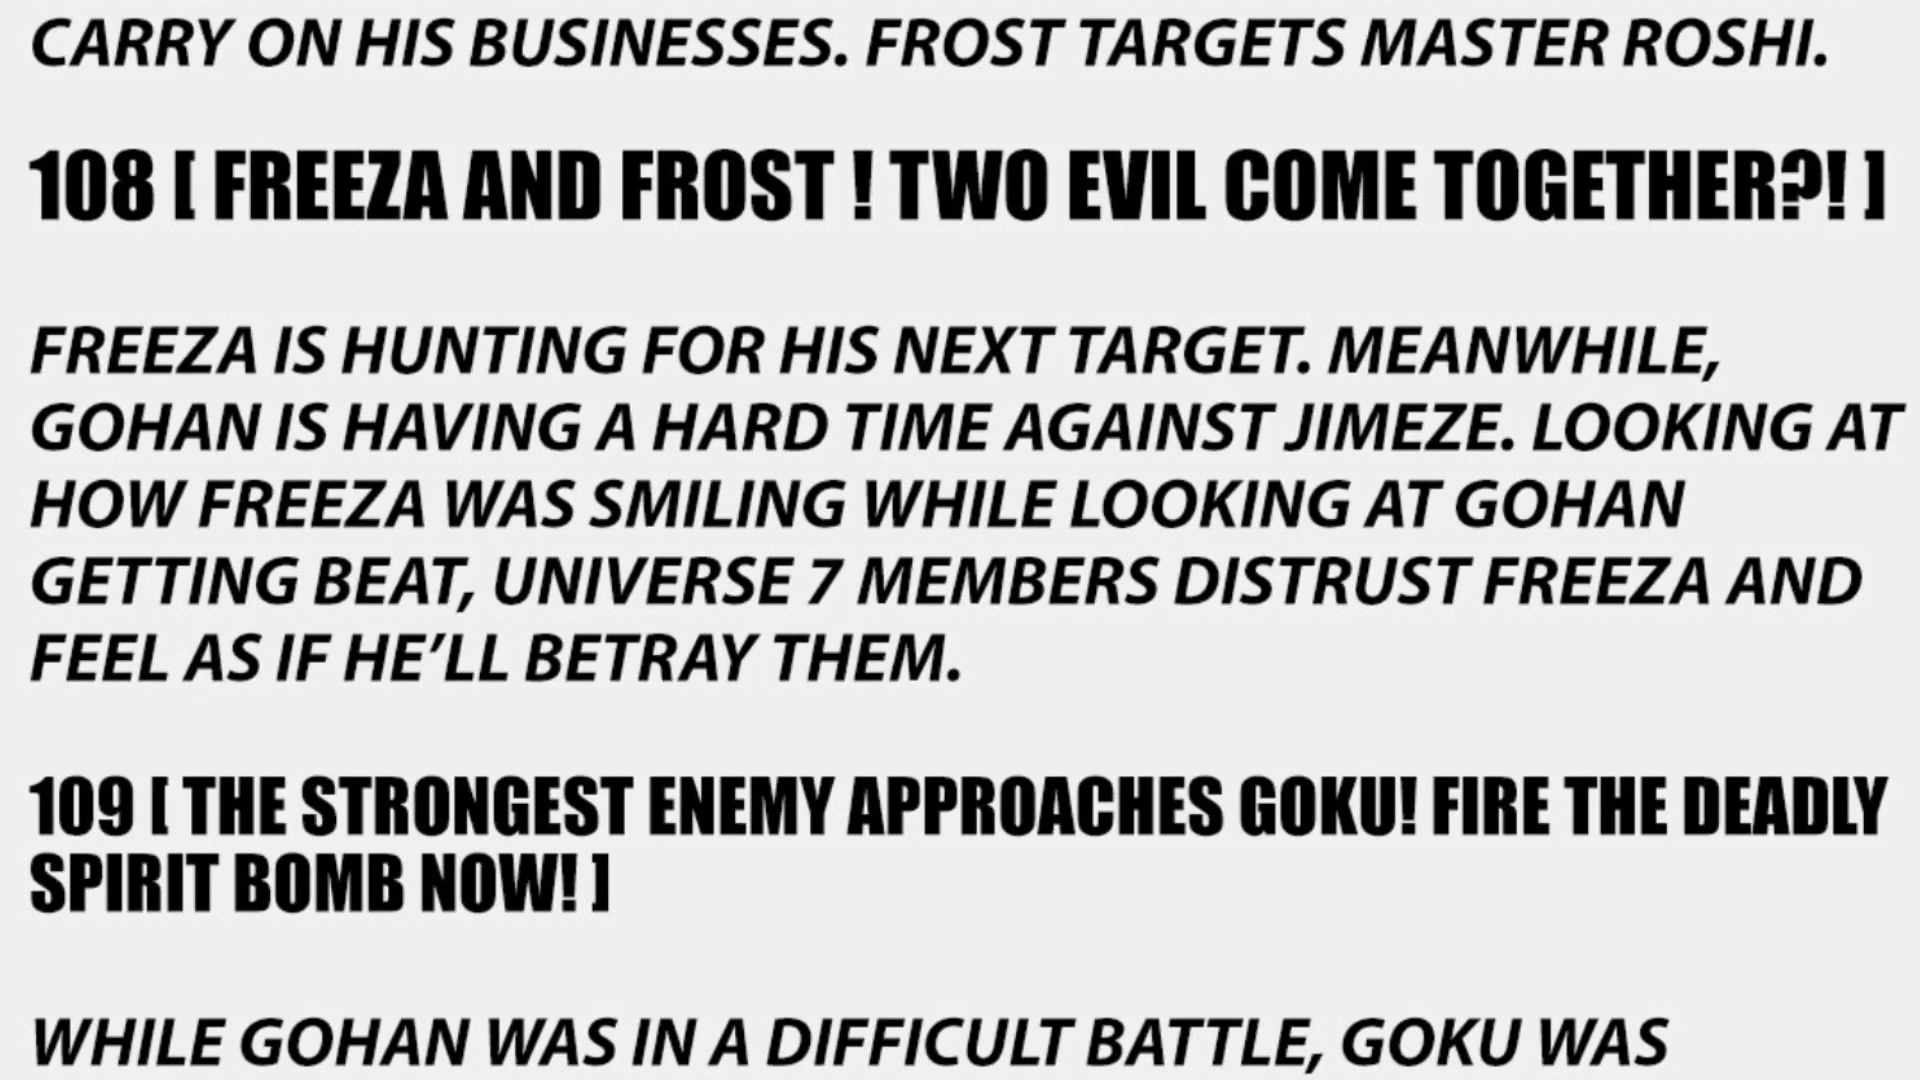 CARRY ON HIS BUSINESSES. FROST TARGETS MASTER ROSHI.
108 [ FREEZA AND FROST ! TWO EVIL COME TOGETHER?! ]
FREEZA IS HUNTING FOR HIS NEXT TARGET. MEANWHILE,
GOHAN IS HAVING A HARD TIME AGAINST JIMEZE. LOOKING AT
HOW FREEZA WAS SMILING WHILE LOOKING AT GOHAN
GETTING BEAT, UNIVERSE 7 MEMBERS DISTRUST FREEZA AND
FEEL AS IF HE’LL BETRAY THEM.
109 [ THE STRONGEST ENEMY APPROACHES GOKU! FIRE THE DEADLY
SPIRIT BOMB NOW! ]
WHILE GOHAN WAS IN A DIFFICULT BATTLE, GOKU WAS